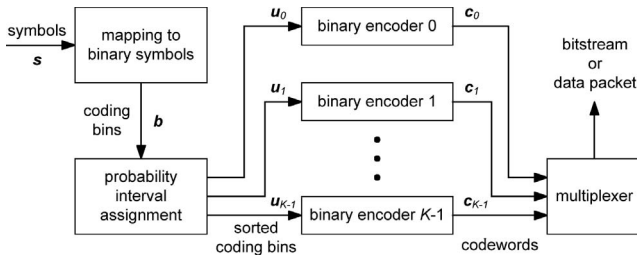 symbols
s
mapping to
binary symbols
coding
bins
b
probability
interval
assignment
u0
u1
uK-1
sorted
coding bins
binary encoder 0
binary encoder 1
binary encoder K-1
c0
c1
cK-1
codewords
bitstream
or
data packet
multiplexer